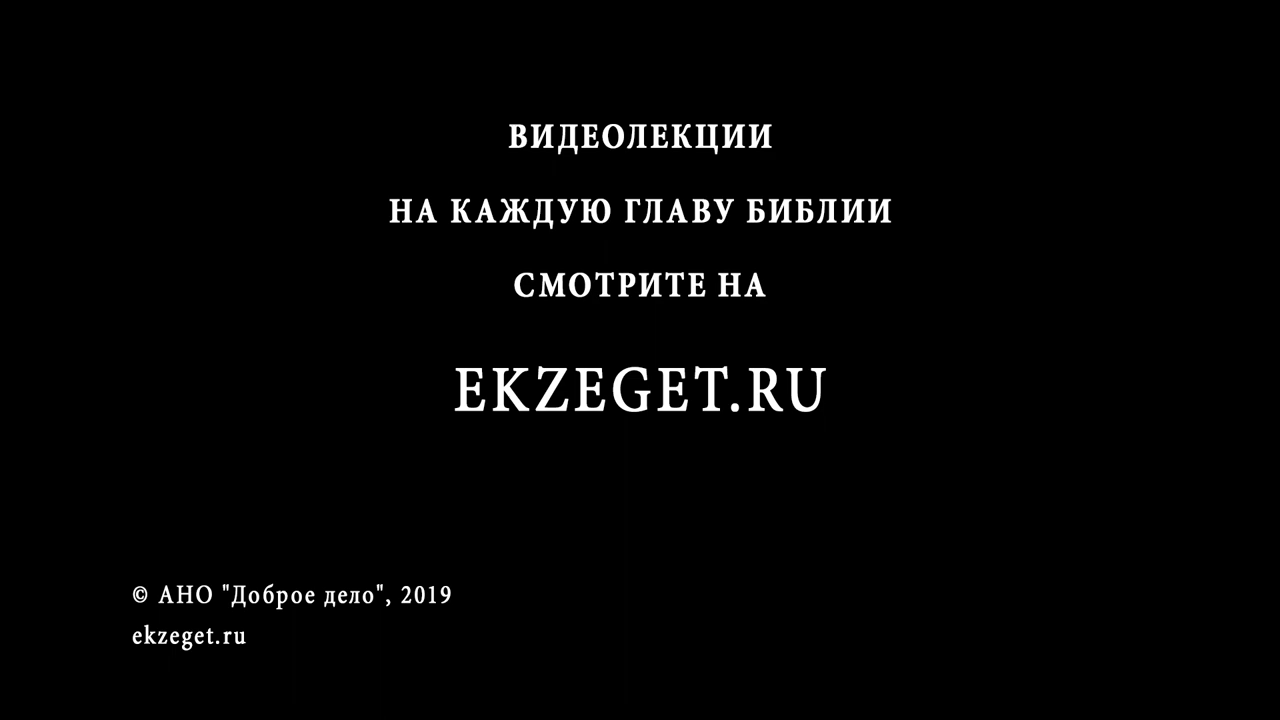 ВИДЕОЛЕКЦИИ
НА КАЖДУЮ ГЛАВУ БИБЛИИ
СМОТРИТЕ НА
EKZEGET.RU
© АНО "Доброе дело", 2019
ekzeget.ru